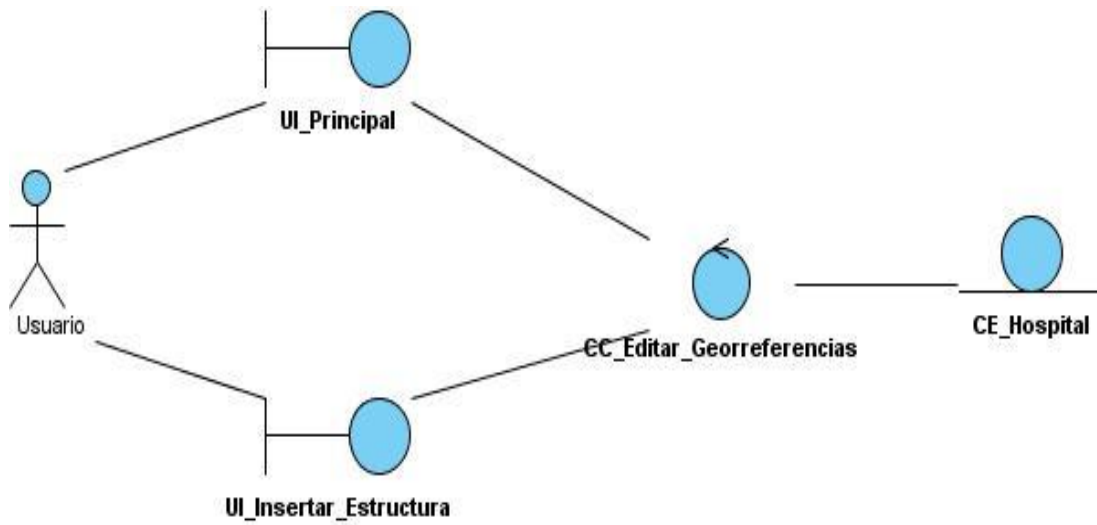 UI_Principal
Usuario
CC_Editar_Georreferencias
CE_Hospital
UI_Insertar_Estructura